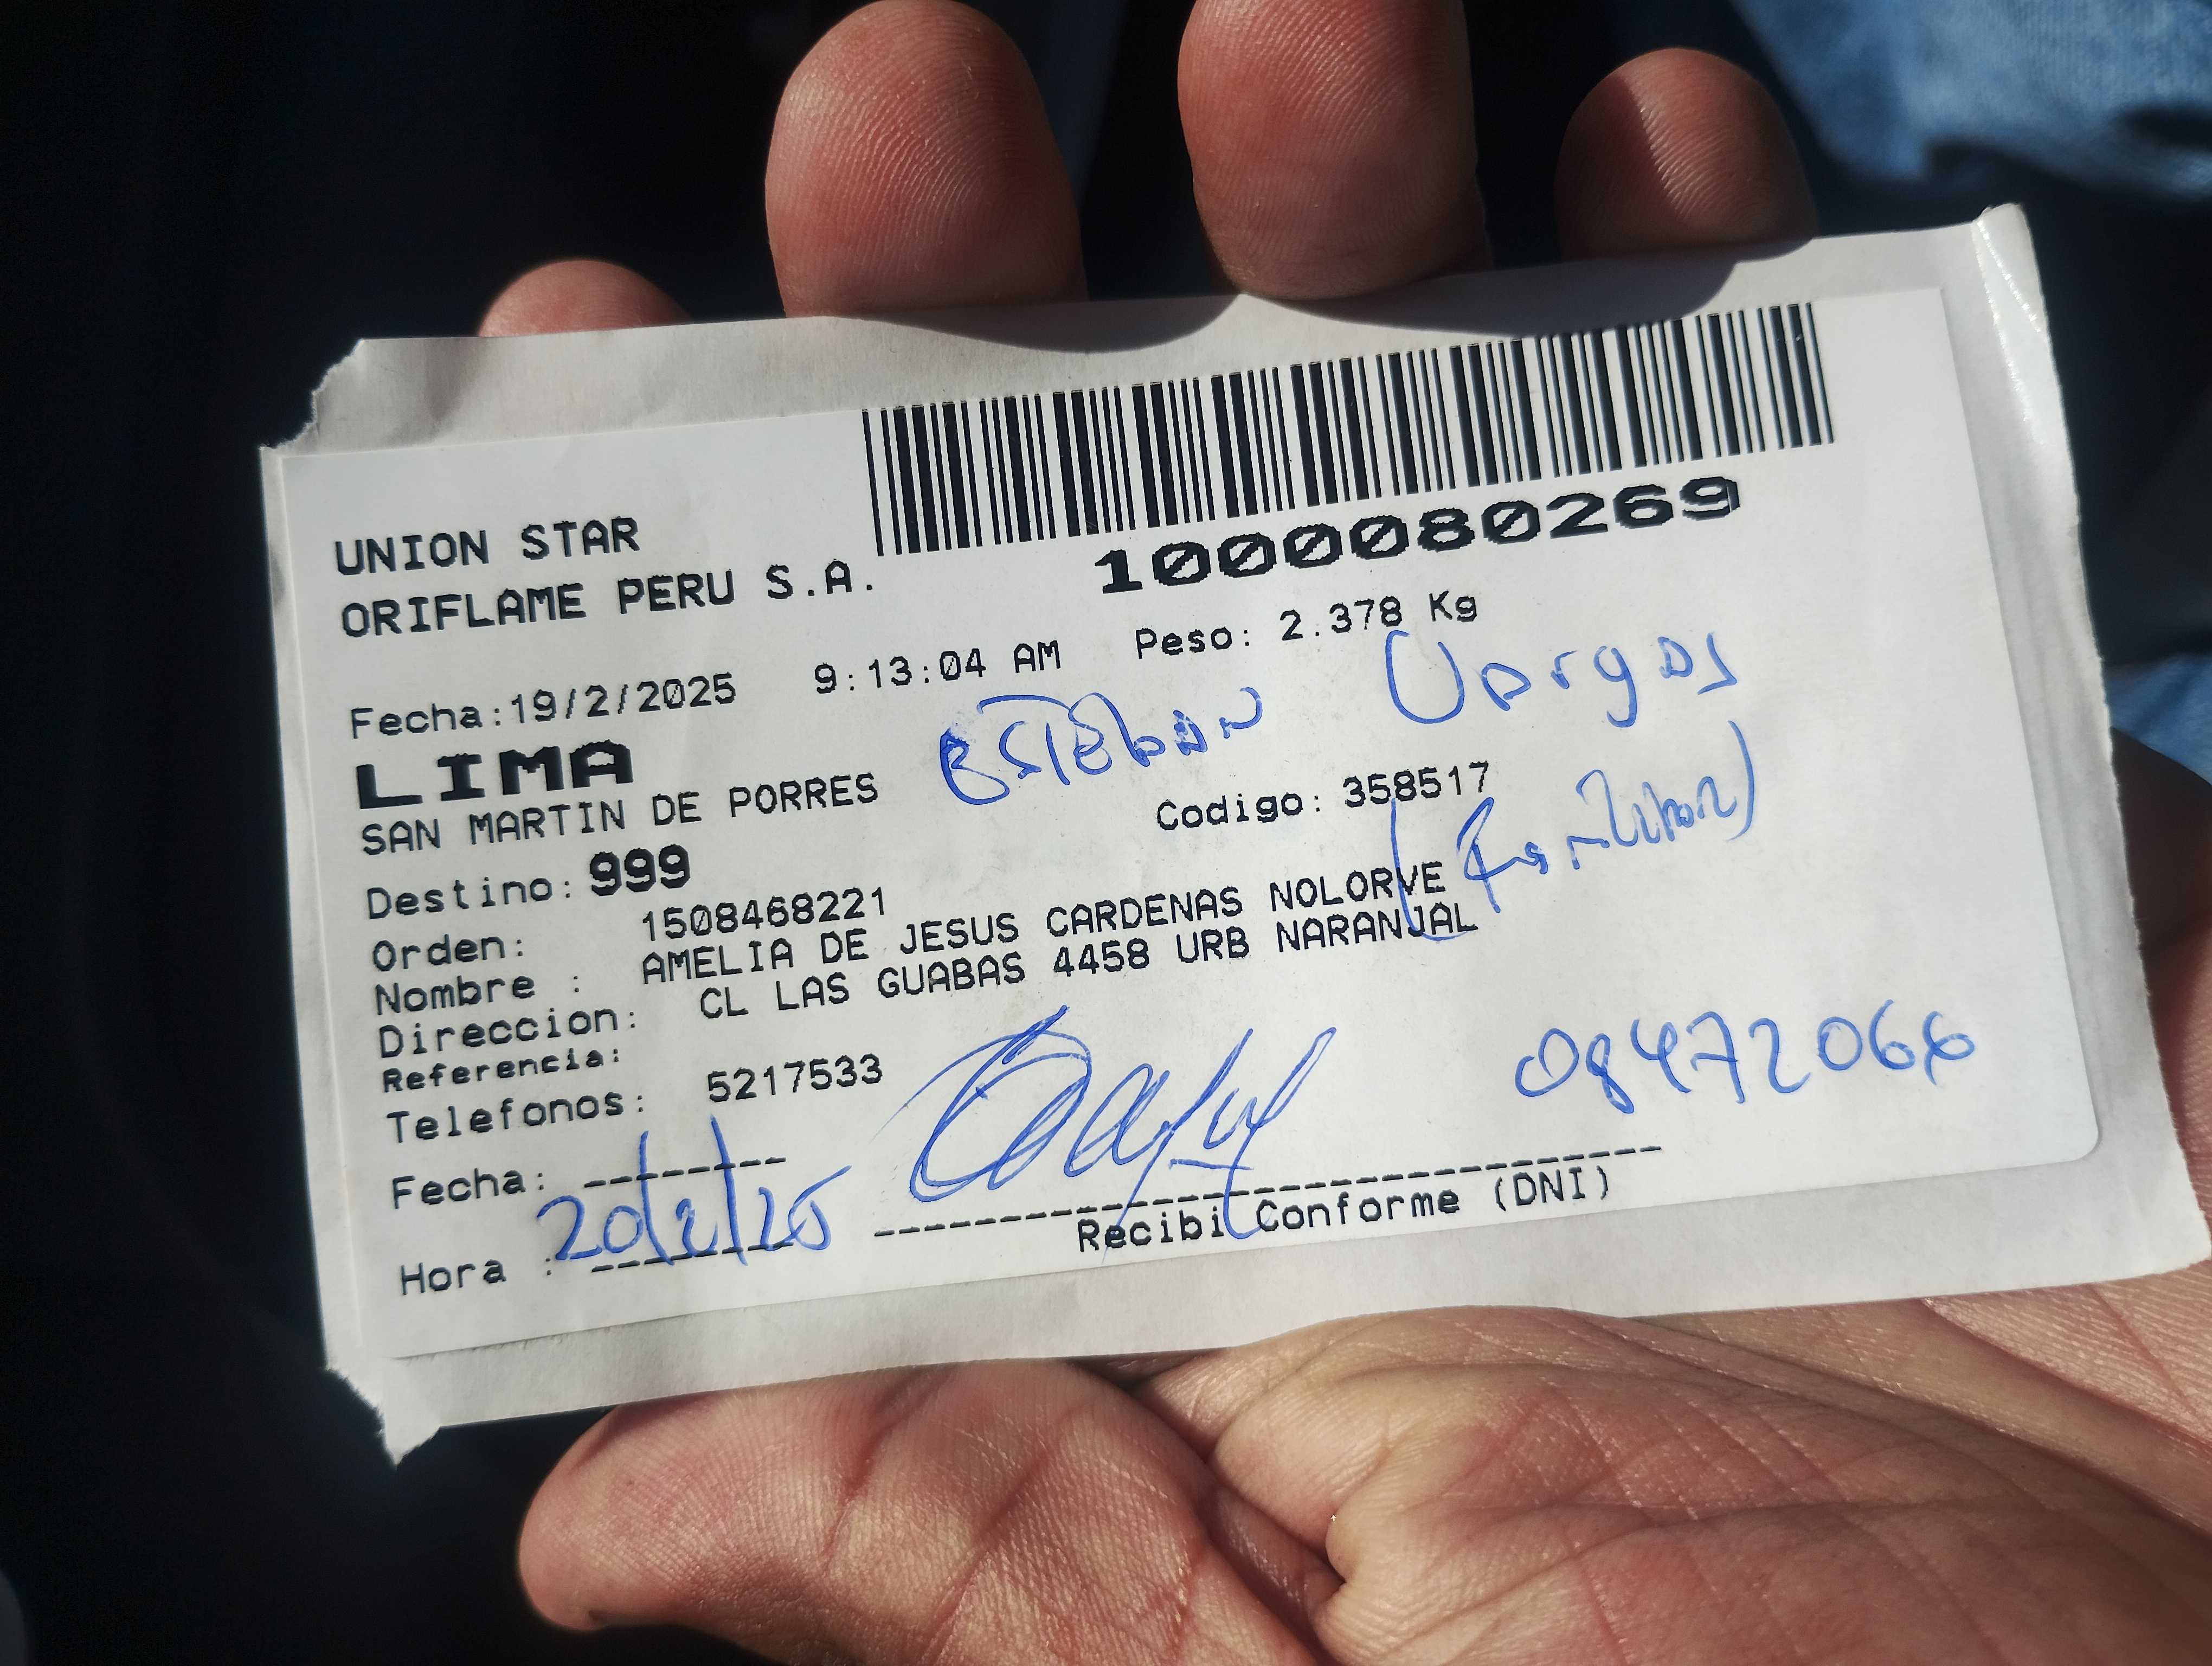 UNION STAR
ORIFLAME PERU S.A.
1000080269
Fecha:19/2/2025 9:13:04 AM Peso: 2.378 Kg
LIMA
Esteban Vargas
SAN MARTIN DE PORRES
Codigo: 358517
Destino: 999
(familiar)
Orden: 1508468221
Nombre : AMELIA DE JESUS CARDENAS NOLORVE
Direccion: CL LAS GUABAS 4458 URB NARANJAL
Referencia:
Telefonos: 5217533
08472066
Fecha: --------
20/2/25
Hora : --------
Recibi Conforme (DNI)